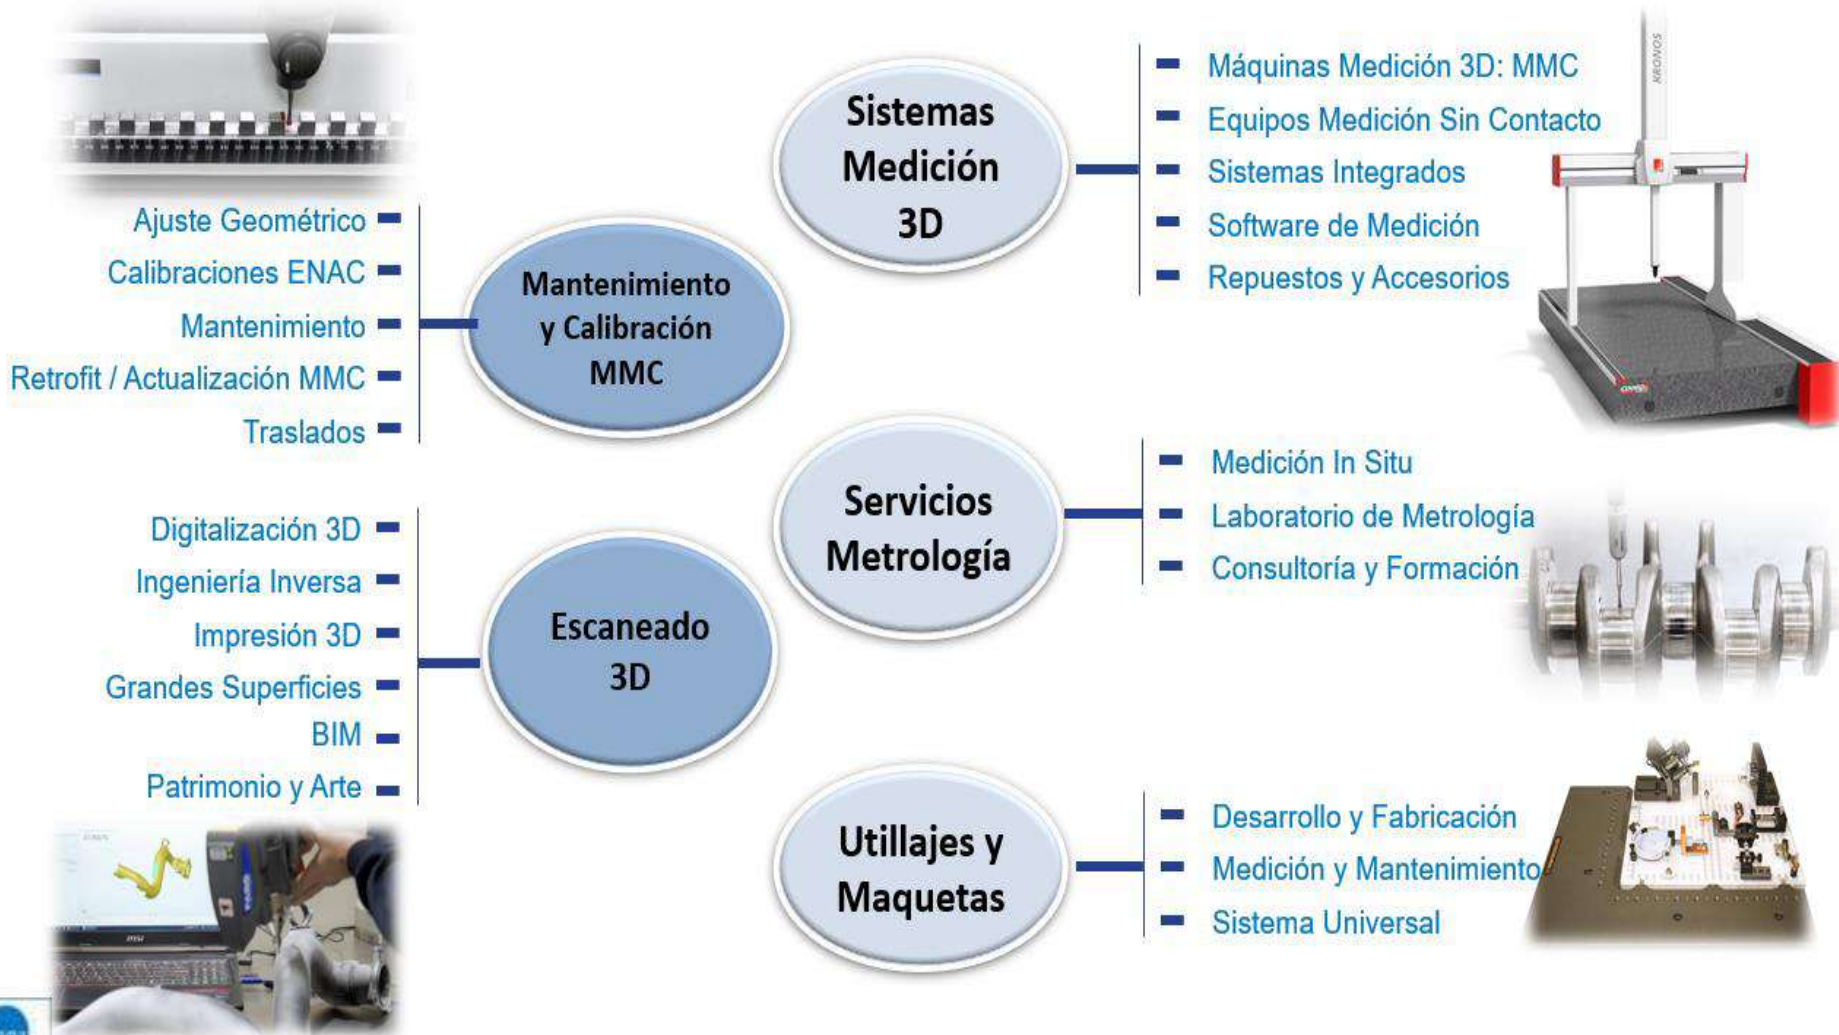 Ajuste Geométrico
Calibraciones ENAC
Mantenimiento
Retrofit / Actualización MMC
Traslados
Mantenimiento
y Calibración
MMC
Digitalización 3D
Ingeniería Inversa
Impresión 3D
Grandes Superficies
BIM
Patrimonio y Arte
Escaneado
3D
Sistemas
Medición
3D
Máquinas Medición 3D: MMC
Equipos Medición Sin Contacto
Sistemas Integrados
Software de Medición
Repuestos y Accesorios
KRONOS
Servicios
Metrología
Medición In Situ
Laboratorio de Metrología
Consultoría y Formación
Utillajes y
Maquetas
Desarrollo y Fabricación
Medición y Mantenimiento
Sistema Universal
msi